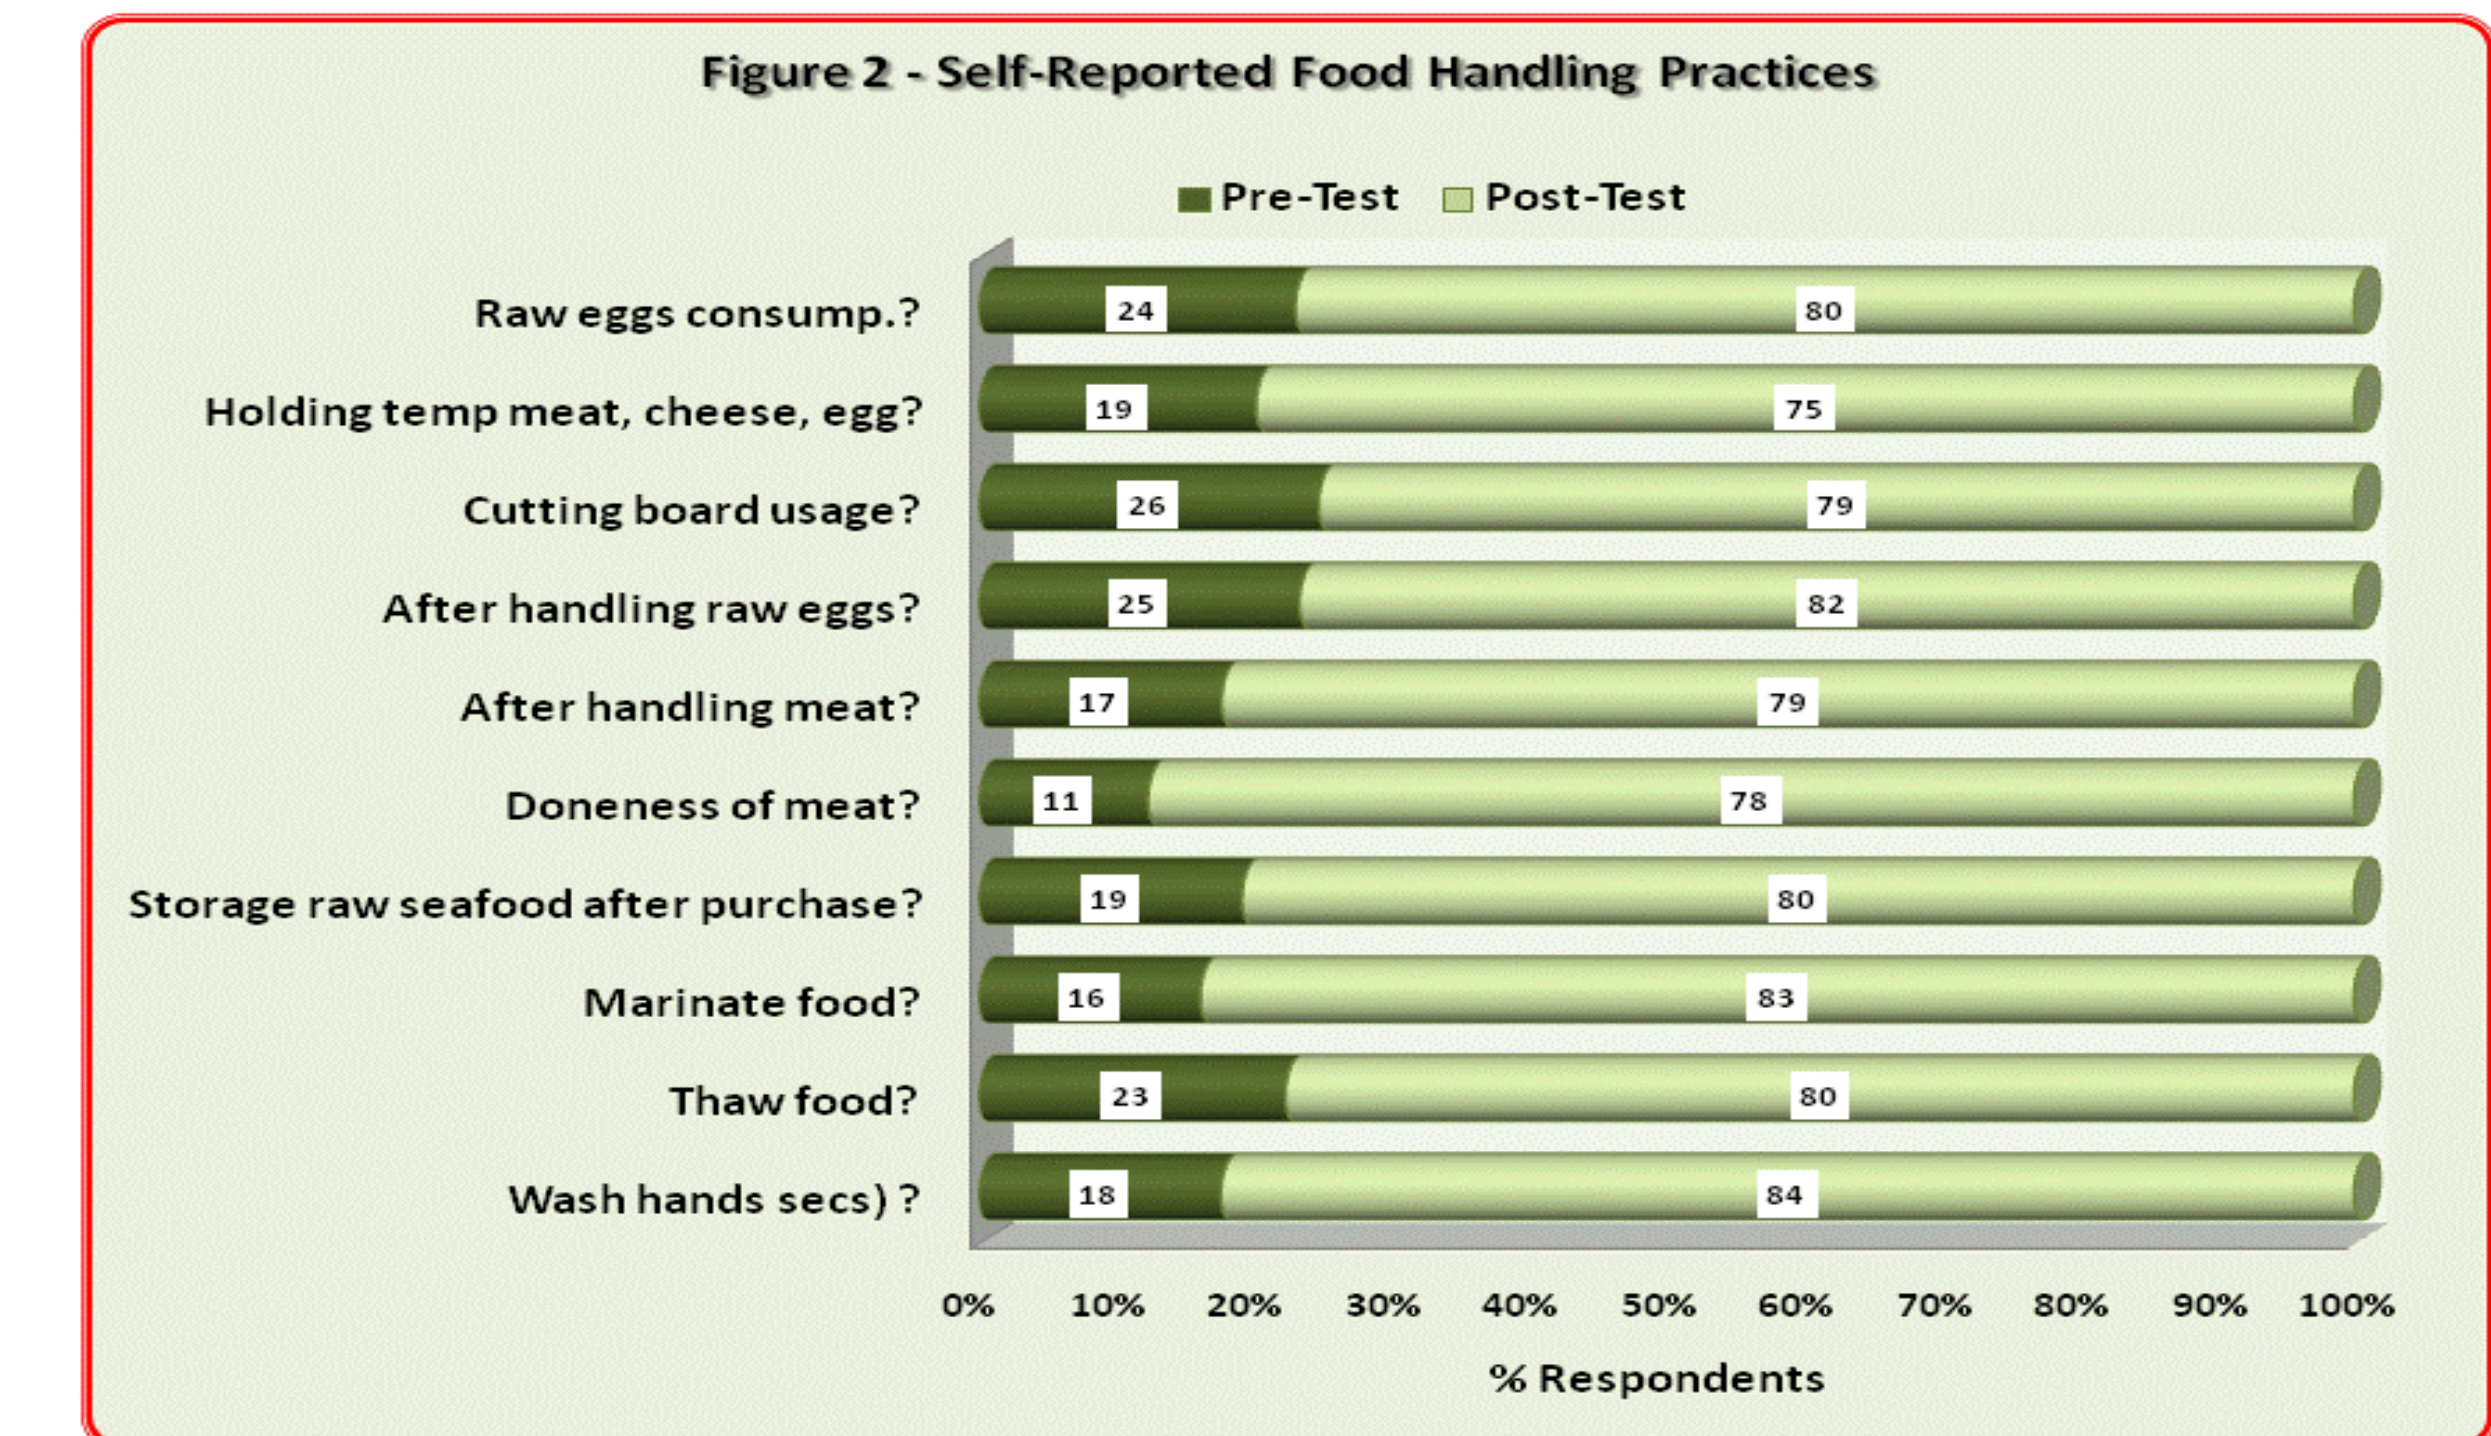 Figure 2 - Self-Reported Food Handling Practices
Pre-Test Post-Test
Raw eggs consump.? 24 80
Holding temp meat, cheese, egg? 19 75
Cutting board usage? 26 79
After handling raw eggs? 25 82
After handling meat? 17 79
Doneness of meat? 11 78
Storage raw seafood after purchase? 19 80
Marinate food? 16 83
Thaw food? 23 80
Wash hands secs) ? 18 84
0% 10% 20% 30% 40% 50% 60% 70% 80% 90% 100%
% Respondents